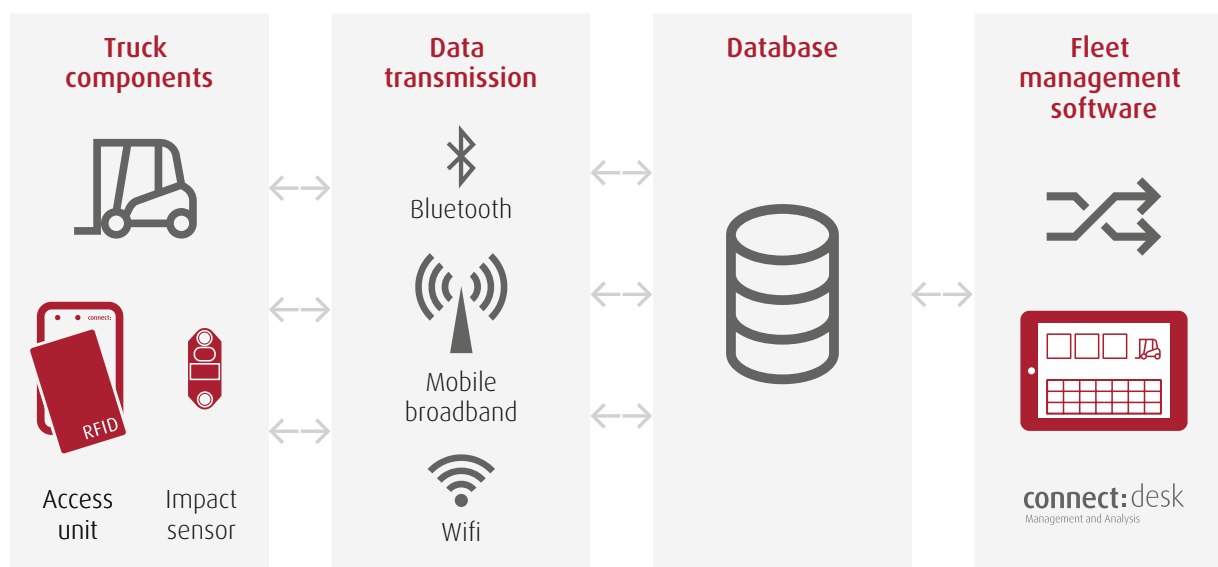 Truck
components
connect:
RFID
Access
unit
Impact
sensor
Data
transmission
Bluetooth
Mobile
broadband
Wifi
Database
Fleet
management
software
connect:desk
Management and Analysis